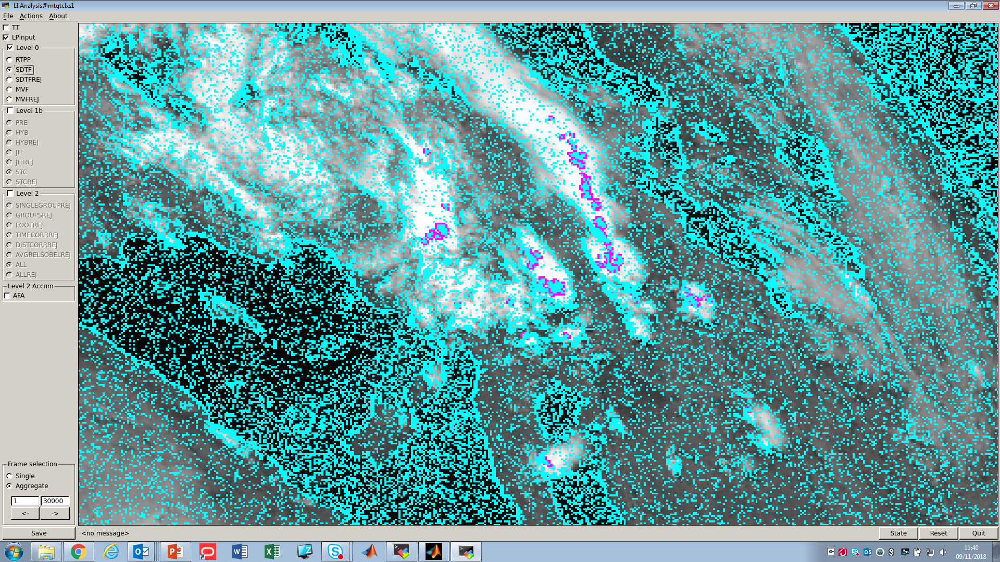 LI Analysis@mtgtclxs1
File Actions About
TT
LPinput
Level 0
RTPP
SDTF
SDTFREJ
MVF
MVFREJ
Level 1b
PRE
HYB
HYBREJ
JIT
JITREJ
STC
STCREJ
Level 2
SINGLEGROUPREJ
GROUPSREJ
FOOTREJ
TIMECORRREJ
DISTCORRREJ
AVGRELSOBELREJ
ALL
ALLREJ
Level 2 Accum
AFA
Frame selection
Single
Aggregate
1 30000
<- ->
Save <no message> State Reset Quit
11:40
09/11/2018